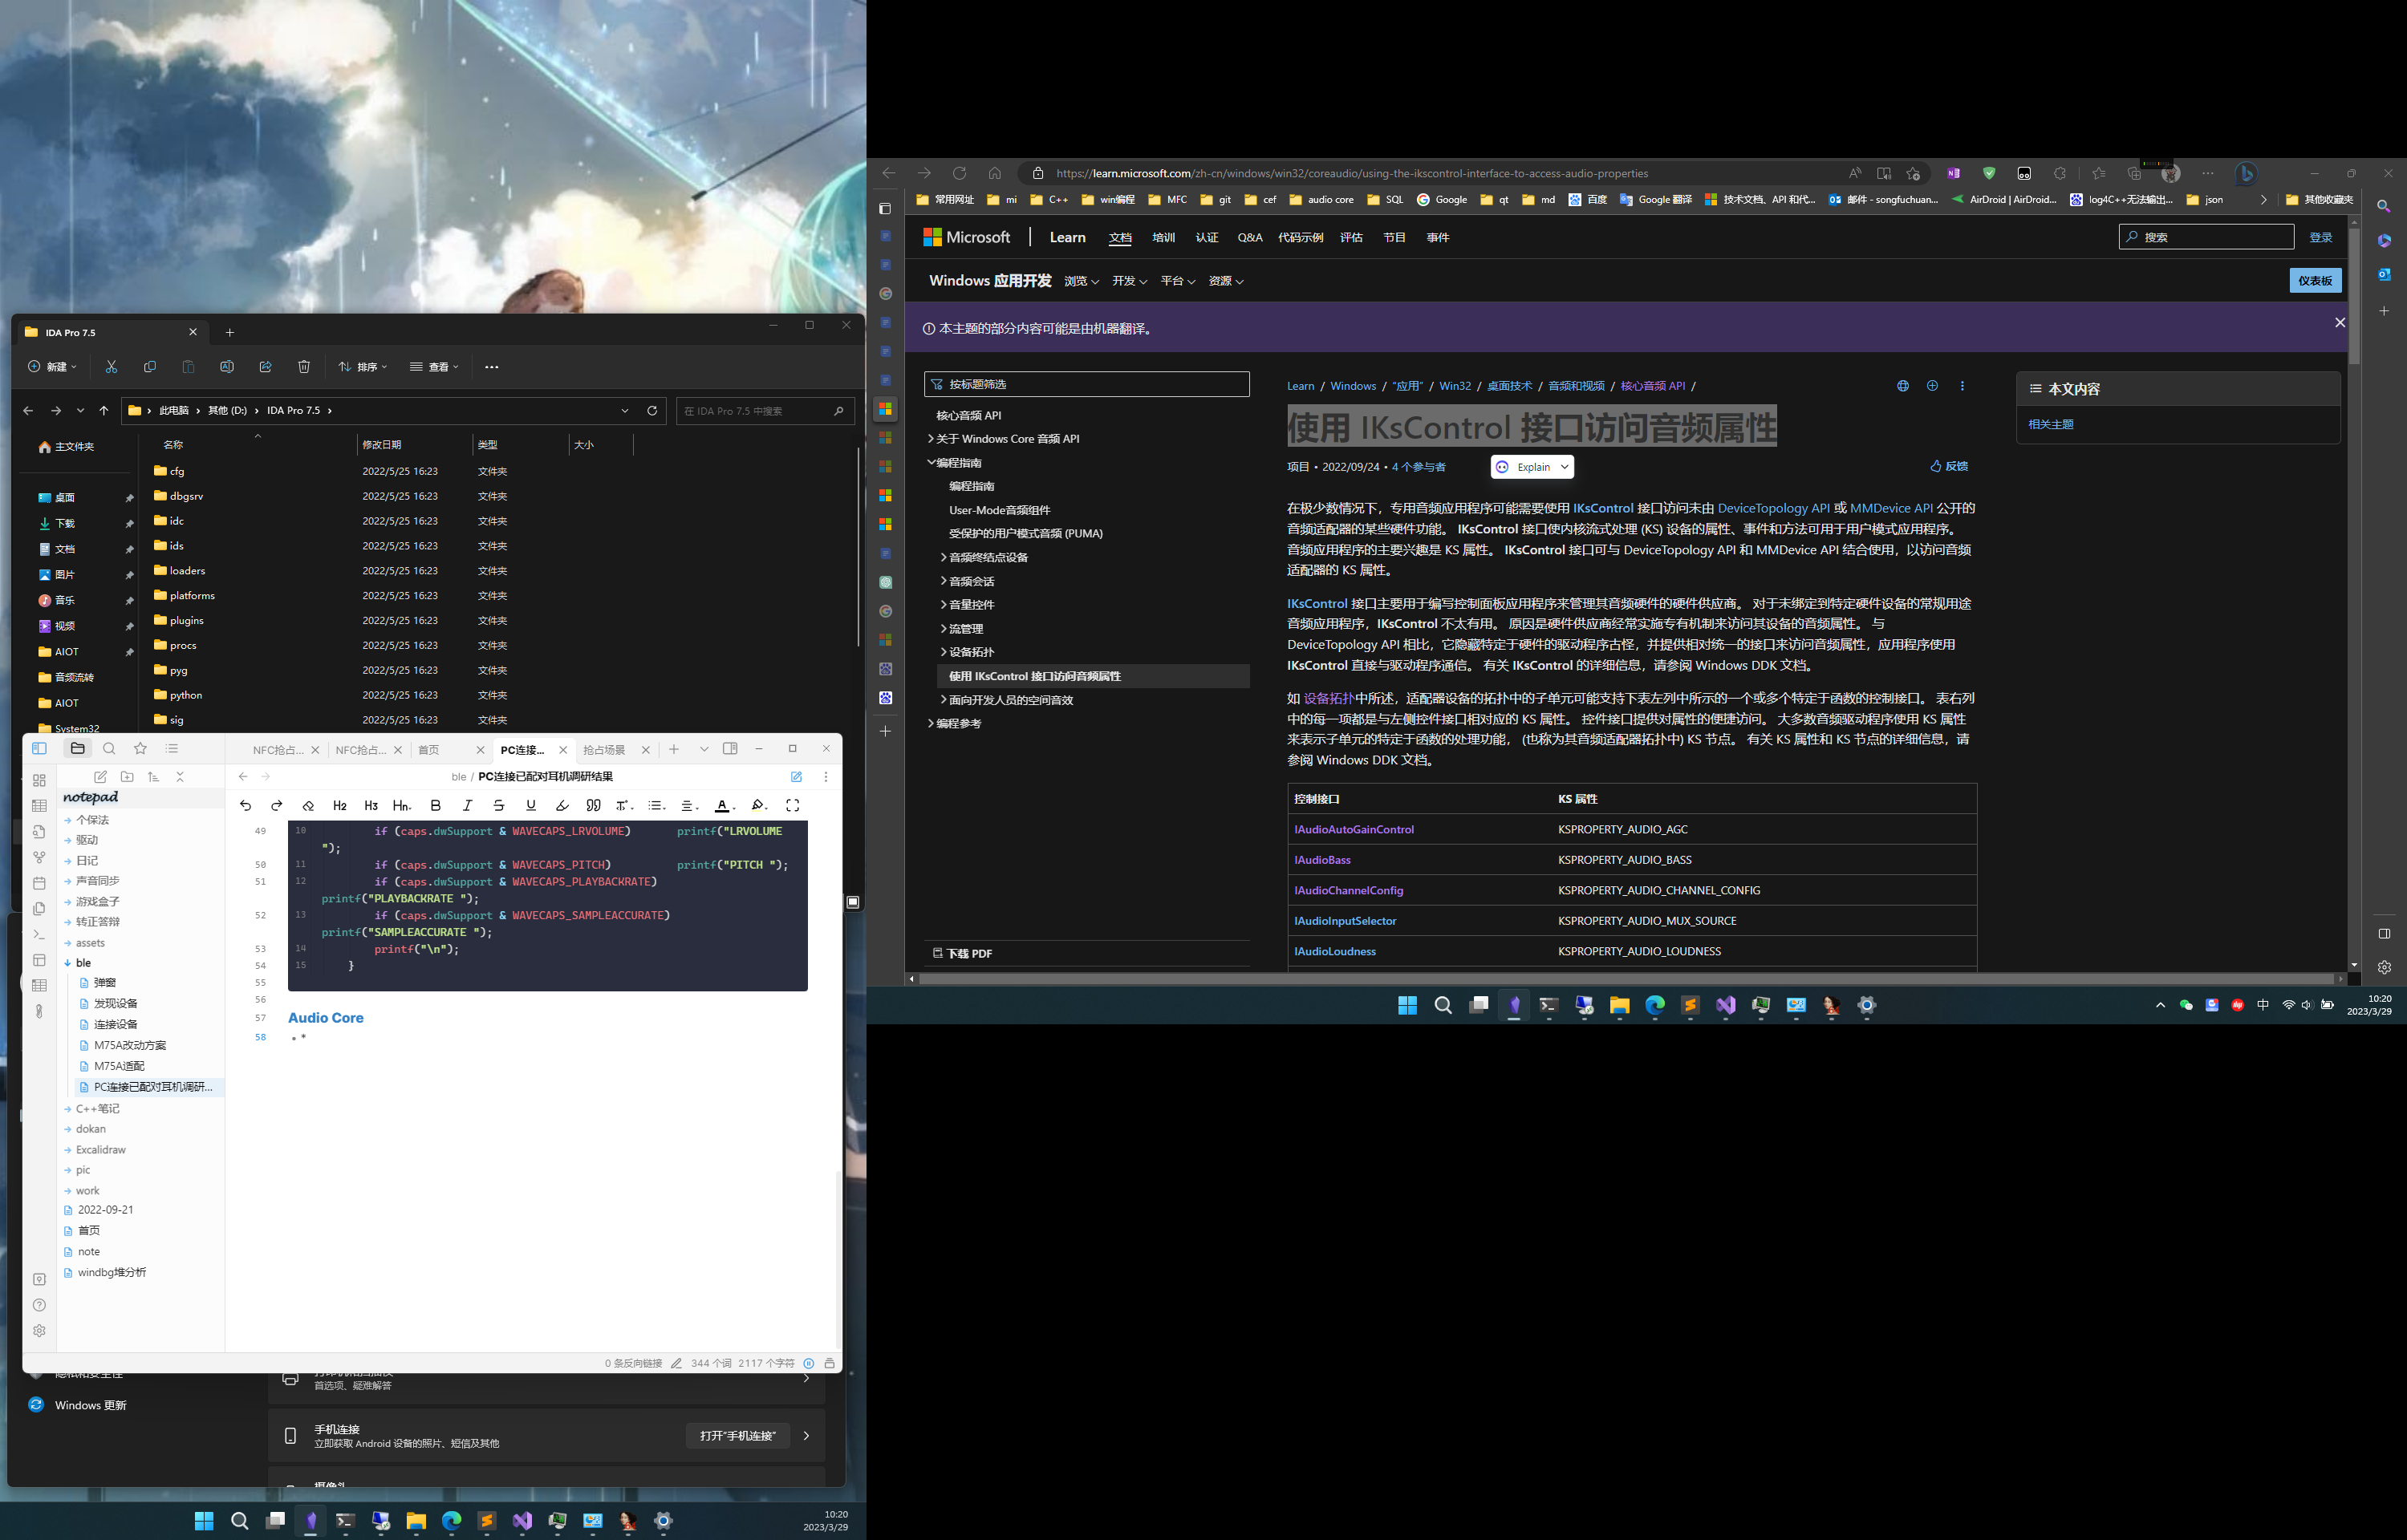 IDA Pro 7.5
新建
排序
查看
此电脑 › 其他 (D:) › IDA Pro 7.5 ›
在 IDA Pro 7.5 中搜索
主文件夹
桌面
下载
文档
图片
音乐
视频
AIOT
音频流转
AIOT
System32
名称 修改日期 类型 大小
cfg 2022/5/25 16:23 文件夹
dbgsrv 2022/5/25 16:23 文件夹
idc 2022/5/25 16:23 文件夹
ids 2022/5/25 16:23 文件夹
loaders 2022/5/25 16:23 文件夹
platforms 2022/5/25 16:23 文件夹
plugins 2022/5/25 16:23 文件夹
procs 2022/5/25 16:23 文件夹
pyg 2022/5/25 16:23 文件夹
python 2022/5/25 16:23 文件夹
sig 2022/5/25 16:23 文件夹
NFC抢占... NFC抢占... 首页 PC连接... 抢占场景
ble / PC连接已配对耳机调研结果
notepad
个保法
驱动
日记
声音同步
游戏盒子
转正答辩
assets
ble
弹窗
发现设备
连接设备
M75A改动方案
M75A适配
PC连接已配对耳机调研...
C++笔记
dokan
Excalidraw
pic
work
2022-09-21
首页
note
windbg堆分析
H2 H3 Hn B I S U
49 10 if (caps.dwSupport & WAVECAPS_LRVOLUME) printf("LRVOLUME
");
50 11 if (caps.dwSupport & WAVECAPS_PITCH) printf("PITCH ");
51 12 if (caps.dwSupport & WAVECAPS_PLAYBACKRATE)
printf("PLAYBACKRATE ");
52 13 if (caps.dwSupport & WAVECAPS_SAMPLEACCURATE)
printf("SAMPLEACCURATE ");
53 14 printf("\n");
54 15 }
55
56
57 Audio Core
58 • *
0 条反向链接 344 个词 2117 个字符
Windows 更新
首选项、疑难解答
手机连接
立即获取 Android 设备的照片、短信及其他
打开"手机连接"
10:20
2023/3/29
https://learn.microsoft.com/zh-cn/windows/win32/coreaudio/using-the-ikscontrol-interface-to-access-audio-properties
常用网址 mi C++ win编程 MFC git cef audio core SQL Google qt md 百度 Google 翻译 技术文档、API 和代... 邮件 - songfuchuan... AirDroid | AirDroid... log4C++无法输出... json 其他收藏夹
Microsoft Learn 文档 培训 认证 Q&A 代码示例 评估 节目 事件
搜索 登录
Windows 应用开发 浏览 开发 平台 资源
仪表板
本主题的部分内容可能是由机器翻译。
按标题筛选
核心音频 API
关于 Windows Core 音频 API
编程指南
编程指南
User-Mode音频组件
受保护的用户模式音频 (PUMA)
音频终结点设备
音频会话
音量控件
流管理
设备拓扑
使用 IKsControl 接口访问音频属性
面向开发人员的空间音效
编程参考
下载 PDF
Learn / Windows / "应用" / Win32 / 桌面技术 / 音频和视频 / 核心音频 API /
使用 IKsControl 接口访问音频属性
项目 • 2022/09/24 • 4 个参与者
Explain
反馈
在极少数情况下，专用音频应用程序可能需要使用 IKsControl 接口访问未由 DeviceTopology API 或 MMDevice API 公开的
音频适配器的某些硬件功能。 IKsControl 接口使内核流式处理 (KS) 设备的属性、事件和方法可用于用户模式应用程序。
音频应用程序的主要兴趣是 KS 属性。 IKsControl 接口可与 DeviceTopology API 和 MMDevice API 结合使用，以访问音频
适配器的 KS 属性。
IKsControl 接口主要用于编写控制面板应用程序来管理其音频硬件的硬件供应商。 对于未绑定到特定硬件设备的常规用途
音频应用程序，IKsControl 不太有用。 原因是硬件供应商经常实施专有机制来访问其设备的音频属性。 与
DeviceTopology API 相比，它隐藏特定于硬件的驱动程序古怪，并提供相对统一的接口来访问音频属性，应用程序使用
IKsControl 直接与驱动程序通信。 有关 IKsControl 的详细信息，请参阅 Windows DDK 文档。
如 设备拓扑中所述，适配器设备的拓扑中的子单元可能支持下表左列中所示的一个或多个特定于函数的控制接口。 表右列
中的每一项都是与左侧控件接口相对应的 KS 属性。 控件接口提供对属性的便捷访问。 大多数音频驱动程序使用 KS 属性
来表示子单元的特定于函数的处理功能， (也称为其音频适配器拓扑中) KS 节点。 有关 KS 属性和 KS 节点的详细信息，请
参阅 Windows DDK 文档。
控制接口 KS 属性
IAudioAutoGainControl KSPROPERTY_AUDIO_AGC
IAudioBass KSPROPERTY_AUDIO_BASS
IAudioChannelConfig KSPROPERTY_AUDIO_CHANNEL_CONFIG
IAudioInputSelector KSPROPERTY_AUDIO_MUX_SOURCE
IAudioLoudness KSPROPERTY_AUDIO_LOUDNESS
本文内容
相关主题
中
10:20
2023/3/29